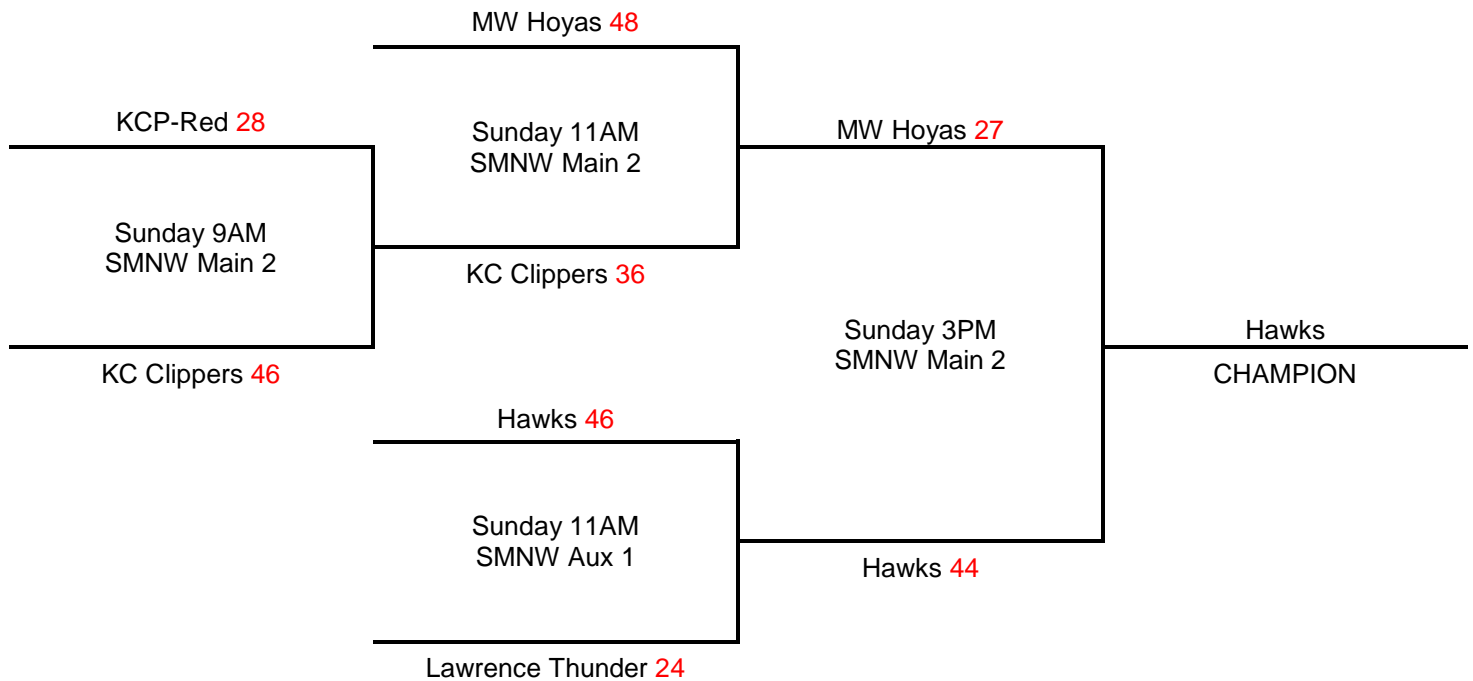 MW Hoyas 48
KCP-Red 28
Sunday 11AM
SMNW Main 2
MW Hoyas 27
Sunday 9AM
SMNW Main 2
KC Clippers 36
Sunday 3PM
SMNW Main 2
Hawks
CHAMPION
KC Clippers 46
Hawks 46
Sunday 11AM
SMNW Aux 1
Hawks 44
Lawrence Thunder 24